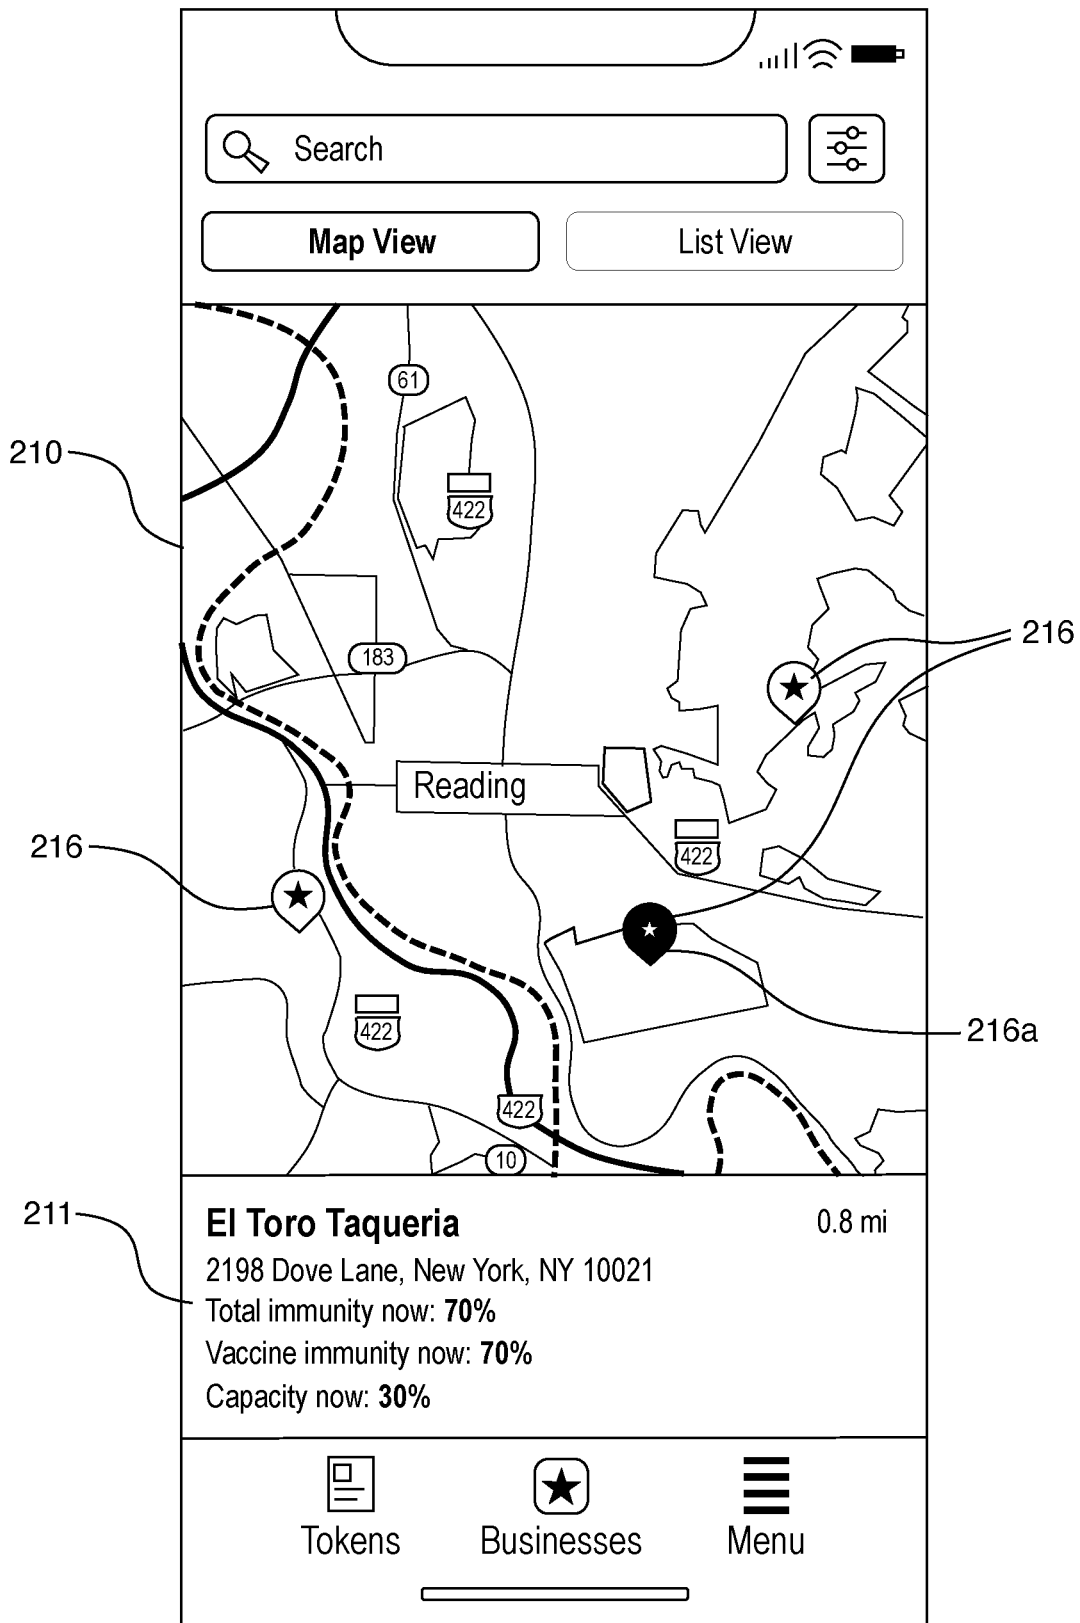 Search
Map View
List View
61
210
422
216
183
Reading
422
216
422
216a
422
10
211
El Toro Taqueria
0.8 mi
2198 Dove Lane, New York, NY 10021
Total immunity now: 70%
Vaccine immunity now: 70%
Capacity now: 30%
Tokens
Businesses
Menu